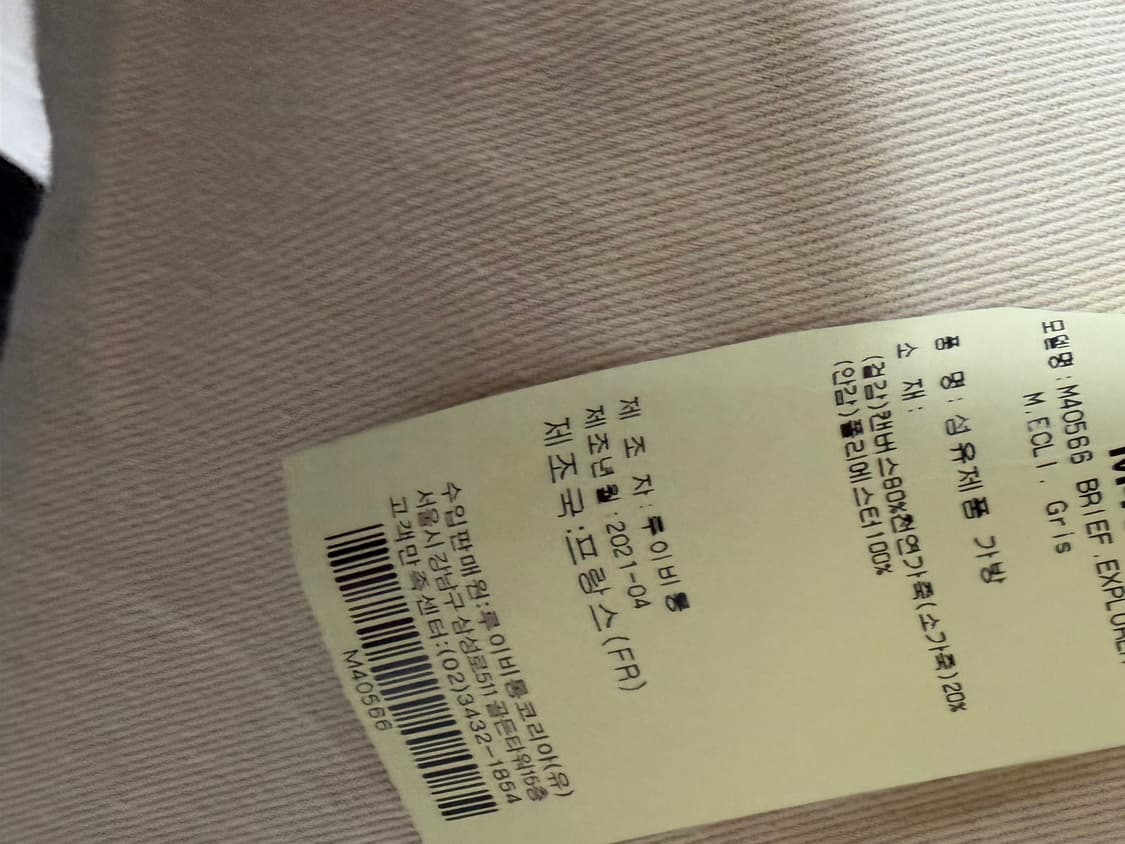 모델명:M40566 BRIEF.EXPLORER
M.ECLI. Gris
품 명:섬유제품 가방
소 재:
(겉감)캔버스80%천연가죽(소가죽)20%
(안감)폴리에스터100%
제 조 자:루이비통
제조년월:2021-04
제조국:프랑스(FR)
수입판매원:루이비통코리아(유)
서울시강남구삼성로511골든타워15층
고객만족센터:(02)3432-1854
M40566